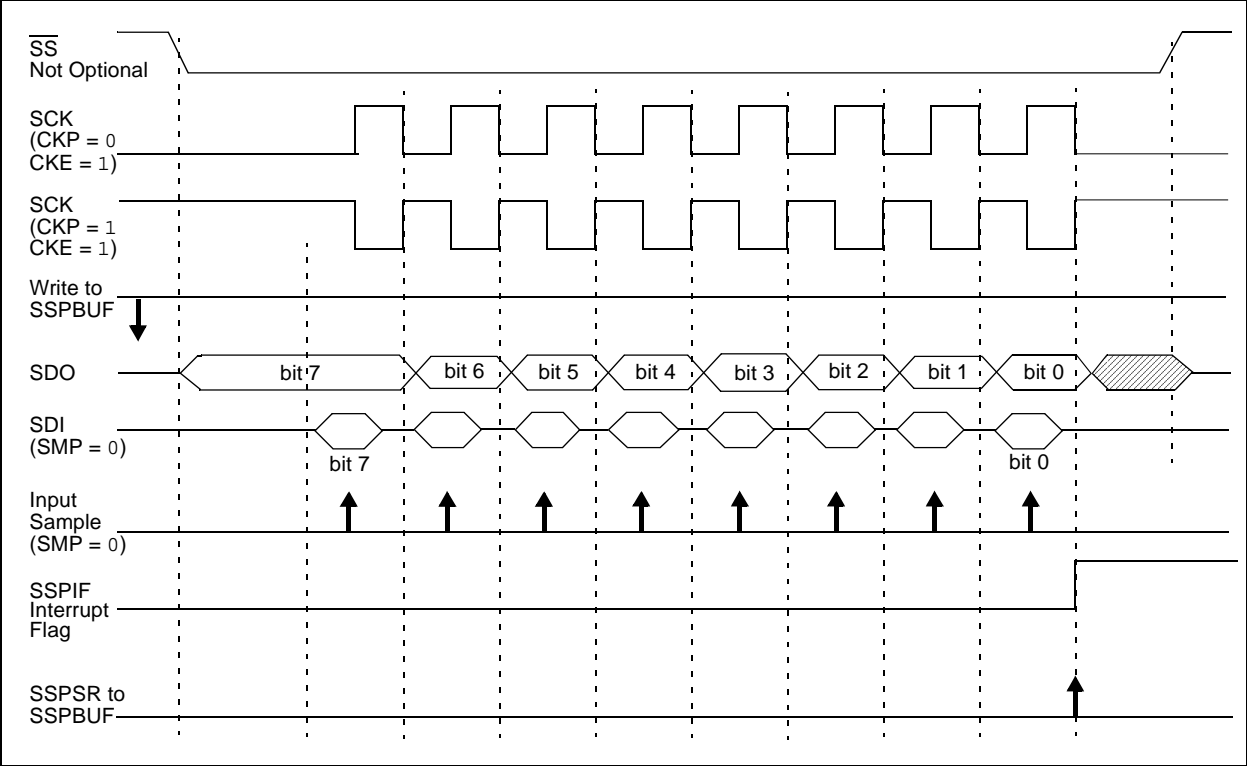 SS
Not Optional
SCK
(CKP = 0
CKE = 1)
SCK
(CKP = 1
CKE = 1)
Write to
SSPBUF
SDO
bit 7
bit 6
bit 5
bit 4
bit 3
bit 2
bit 1
bit 0
SDI
(SMP = 0)
bit 7
bit 0
Input
Sample
(SMP = 0)
SSPIF
Interrupt
Flag
SSPSR to
SSPBUF